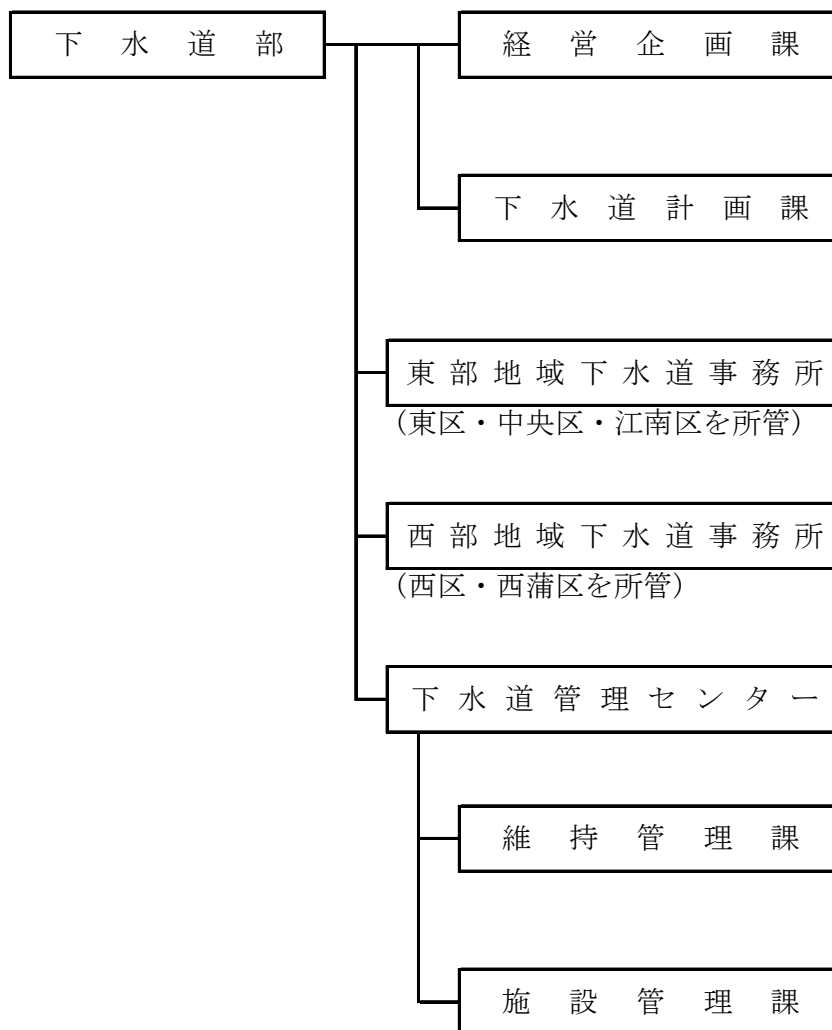 下水道部
経営企画課
下水道計画課
東部地域下水道事務所
（東区・中央区・江南区を所管）
西部地域下水道事務所
（西区・西蒲区を所管）
下水道管理センター
維持管理課
施設管理課